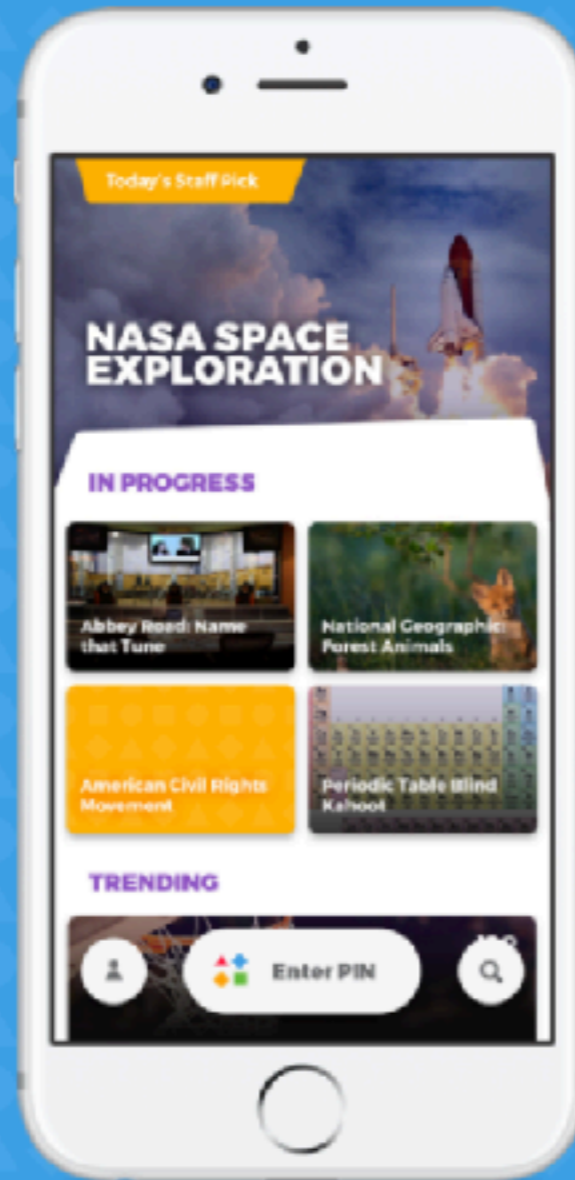 Today's Staff Pick
NASA SPACE
EXPLORATION
IN PROGRESS
Abbey Road: Name
that Tune
National Geographic:
Forest Animals
American Civil Rights
Movement
Periodic Table Blind
Kahoot
TRENDING
Enter PIN